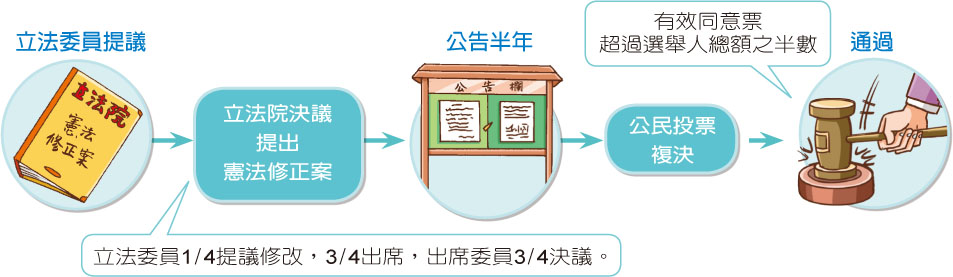 立法委員提議
立法院
憲法
修正案
立法院決議
提出
憲法修正案
立法委員1/4提議修改，3/4出席，出席委員3/4決議。
公告半年
公告欄
公民投票
複決
有效同意票
超過選舉人總額之半數
通過